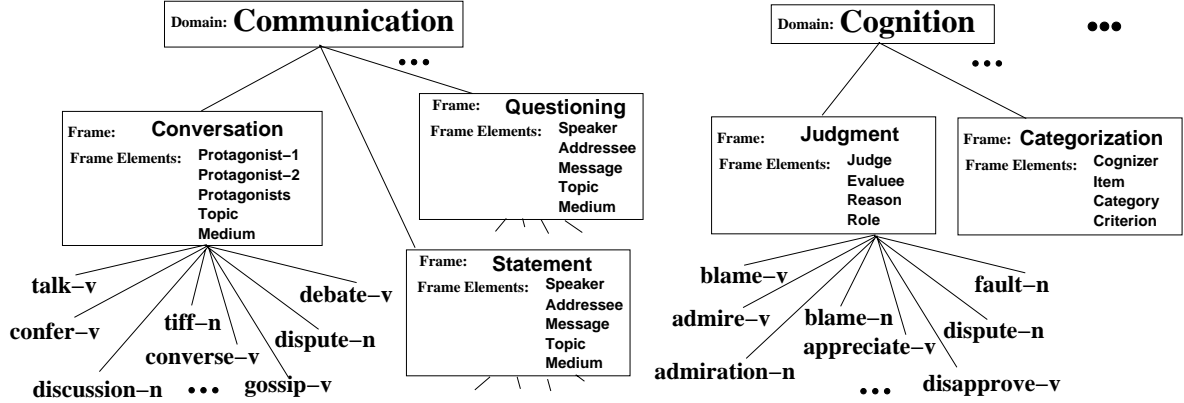 Domain: Communication
...
Frame: Questioning
Frame Elements: Speaker
Addressee
Message
Topic
Medium
Frame: Conversation
Frame Elements: Protagonist−1
Protagonist−2
Protagonists
Topic
Medium
Frame: Statement
Frame Elements: Speaker
Addressee
Message
Topic
Medium
talk−v
confer−v
discussion−n
tiff−n
converse−v
...
gossip−v
dispute−n
debate−v
Domain: Cognition
...
...
Frame: Judgment
Frame Elements: Judge
Evaluee
Reason
Role
Frame: Categorization
Frame Elements: Cognizer
Item
Category
Criterion
blame−v
admire−v
admiration−n
blame−n
appreciate−v
...
disapprove−v
dispute−n
fault−n